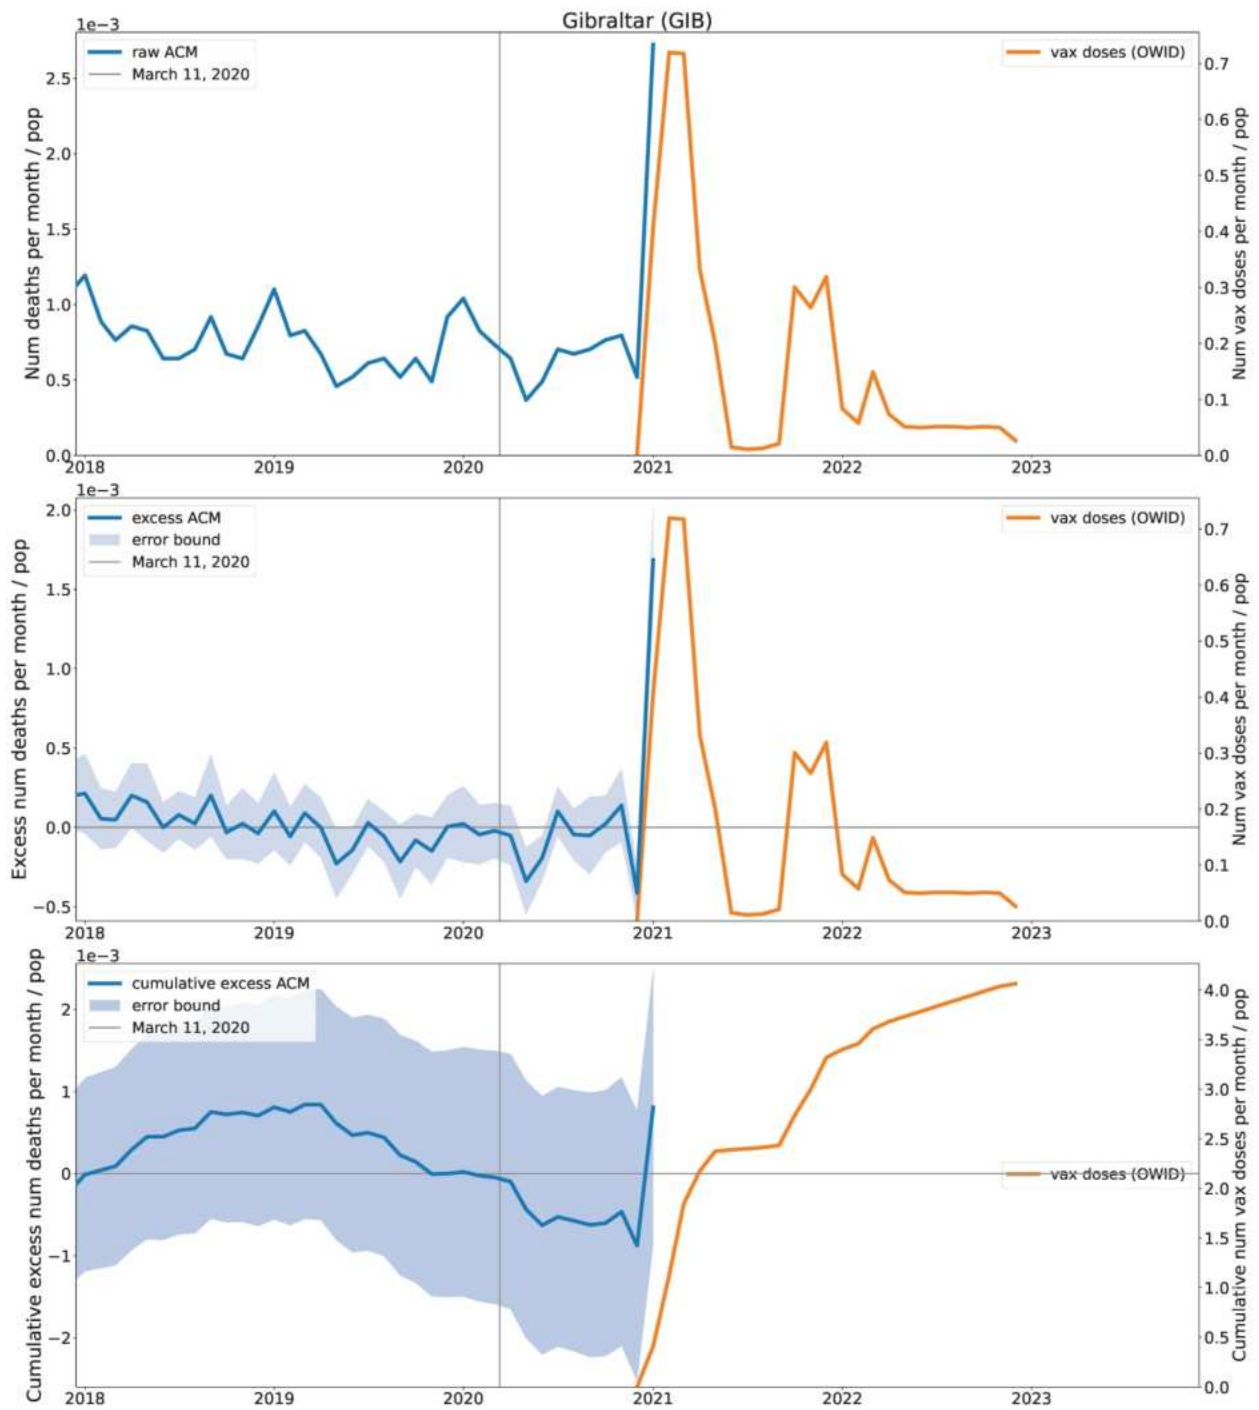 Gibraltar (GIB)
1e−3
raw ACM
March 11, 2020
vax doses (OWID)
Num deaths per month / pop
2.5
2.0
1.5
1.0
0.5
0.0
0.7
0.6
0.5
0.4
0.3
0.2
0.1
0.0
Num vax doses per month / pop
2018
2019
2020
2021
2022
2023
1e−3
excess ACM
error bound
March 11, 2020
vax doses (OWID)
Excess num deaths per month / pop
2.0
1.5
1.0
0.5
0.0
−0.5
0.7
0.6
0.5
0.4
0.3
0.2
0.1
0.0
Num vax doses per month / pop
2018
2019
2020
2021
2022
2023
1e−3
cumulative excess ACM
error bound
March 11, 2020
vax doses (OWID)
Cumulative excess num deaths per month / pop
2
1
0
−1
−2
4.0
3.5
3.0
2.5
2.0
1.5
1.0
0.5
0.0
Cumulative num vax doses per month / pop
2018
2019
2020
2021
2022
2023